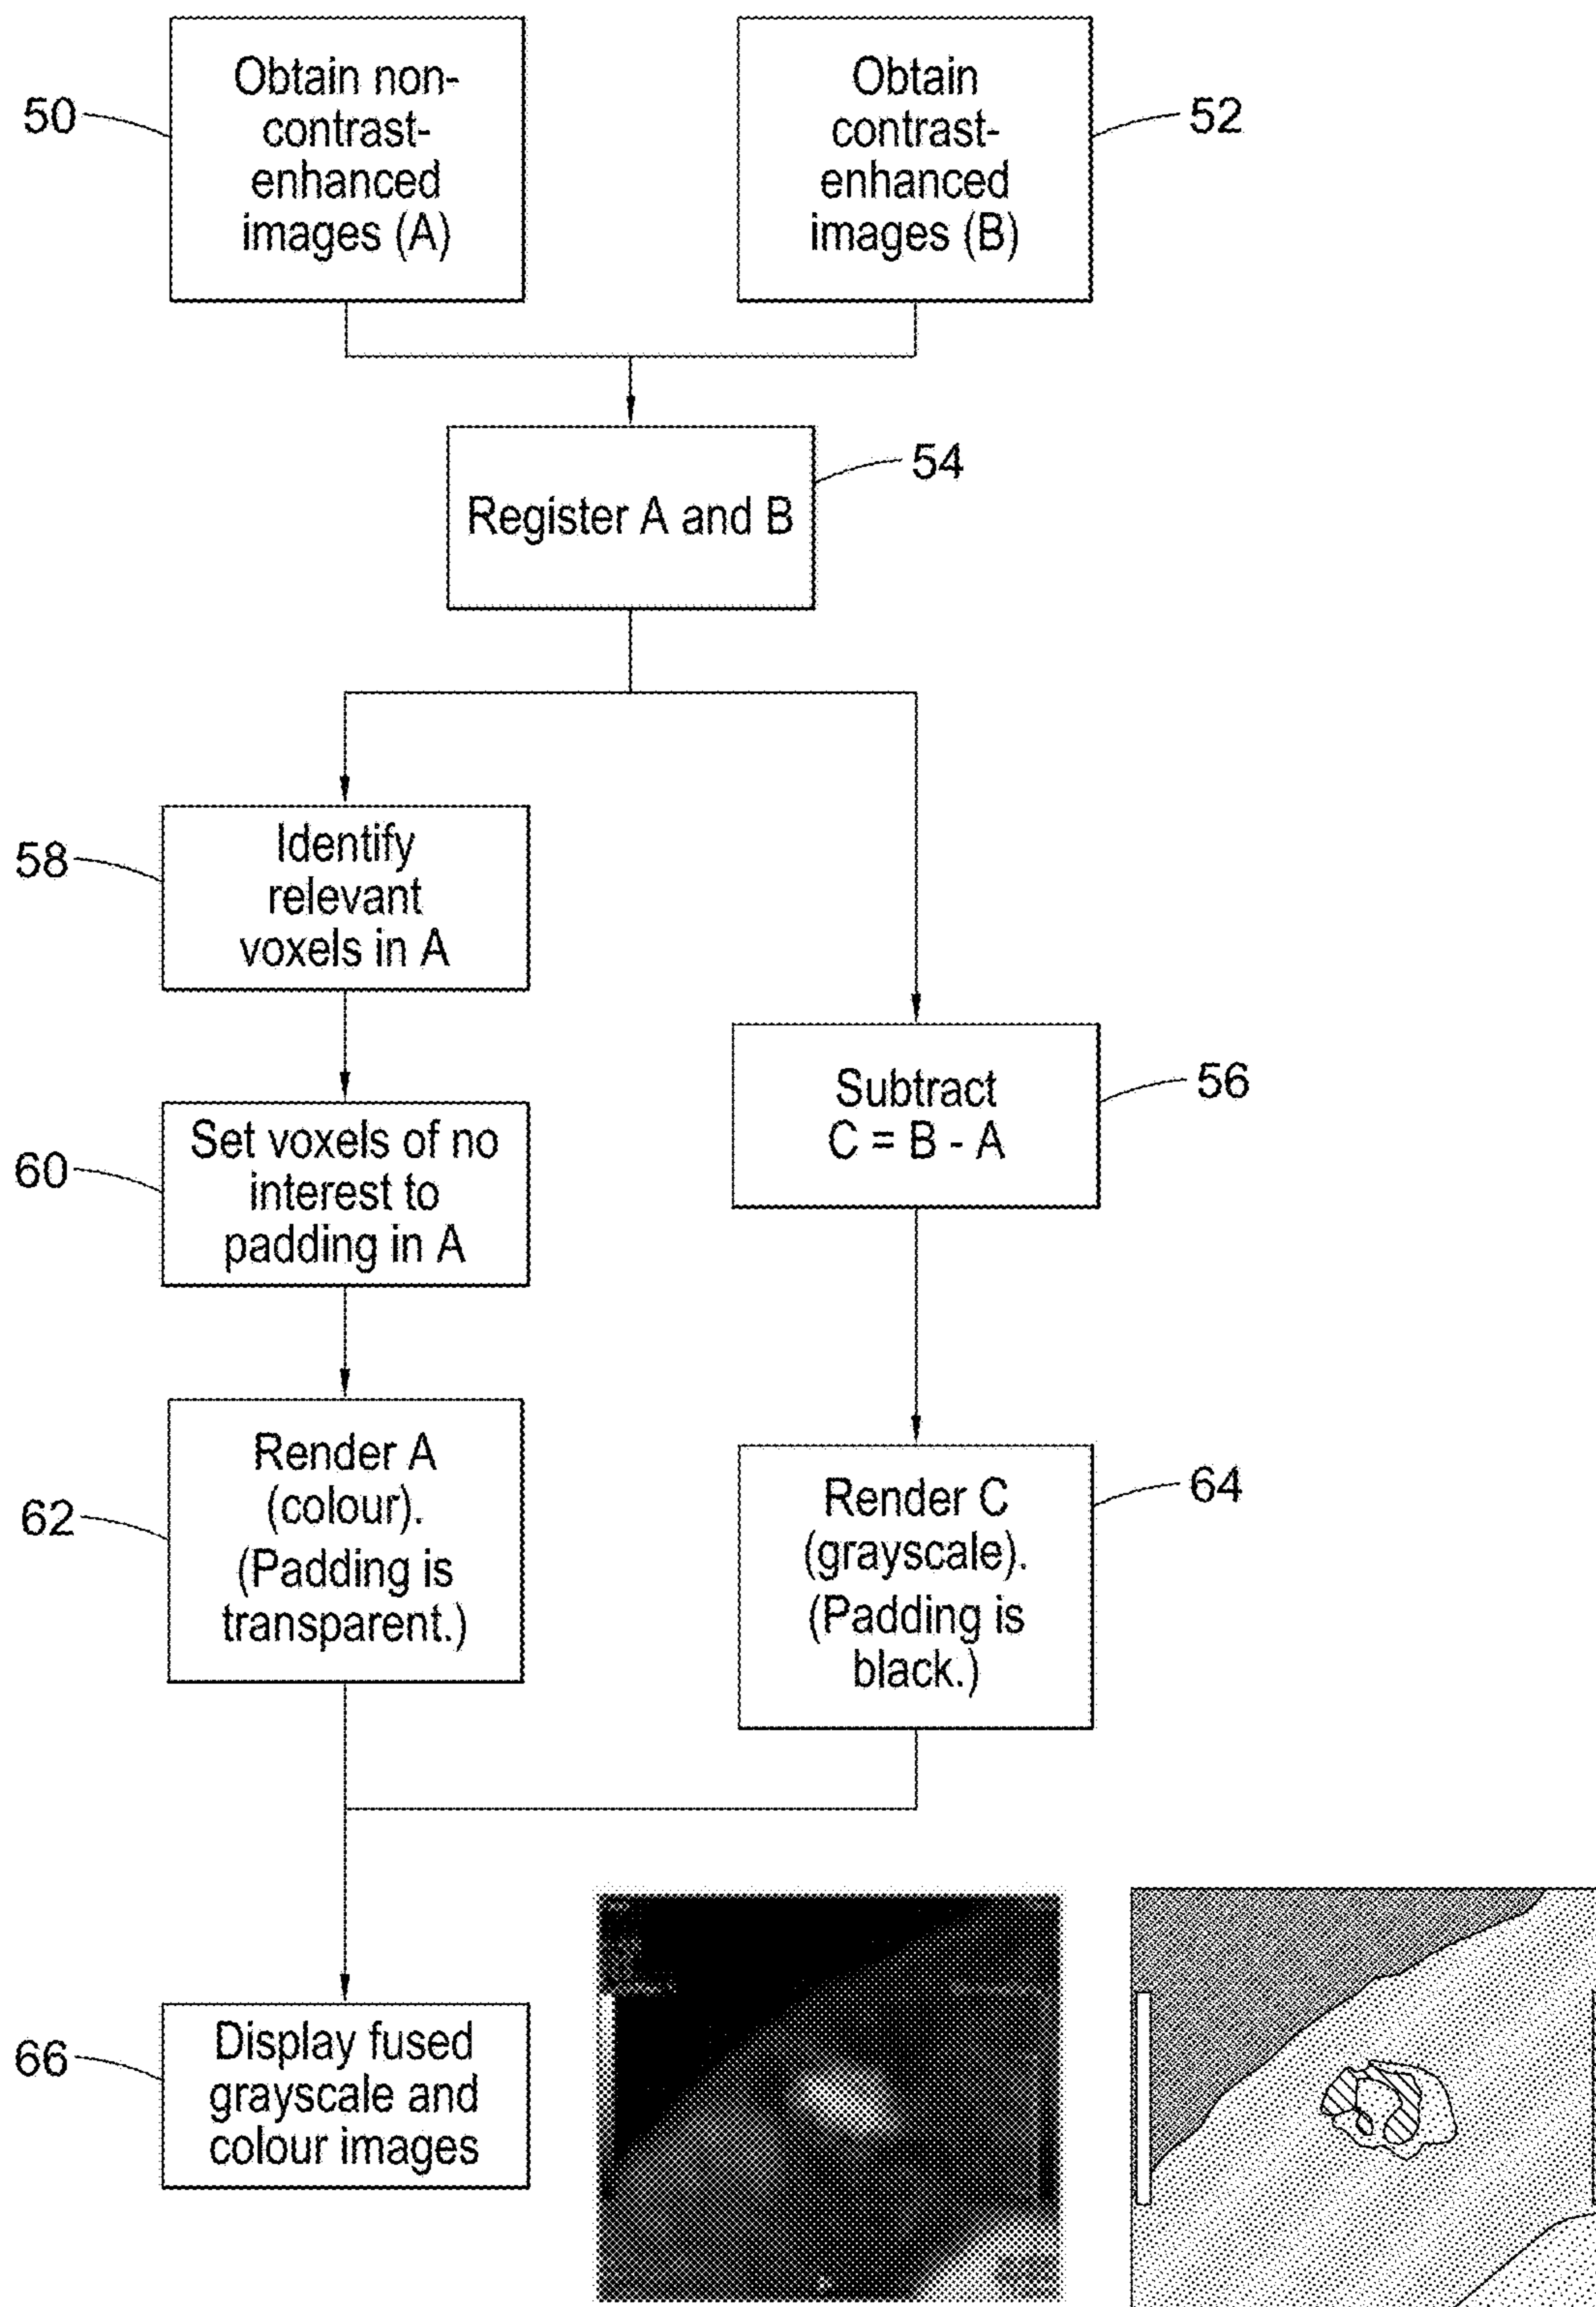 50
Obtain non-
contrast-
enhanced
images (A)
Obtain
contrast-
enhanced
images (B)
52
Register A and B
54
58
Identify
relevant
voxels in A
60
Set voxels of no
interest to
padding in A
Subtract
C = B - A
56
62
Render A
(colour).
(Padding is
transparent.)
Render C
(grayscale).
(Padding is
black.)
64
66
Display fused
grayscale and
colour images